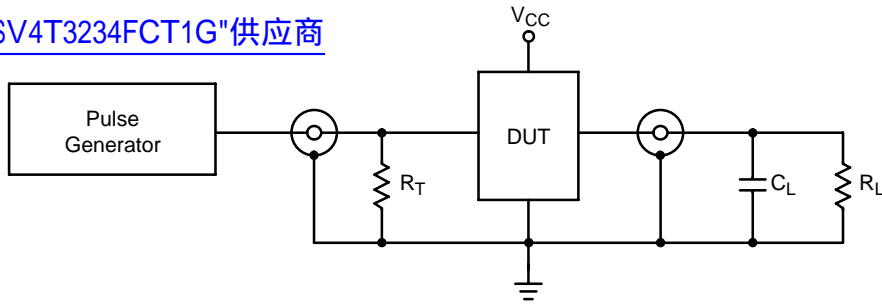 SV4T3234FCT1G"供应商
VCC
Pulse
Generator
DUT
RT
CL
RL